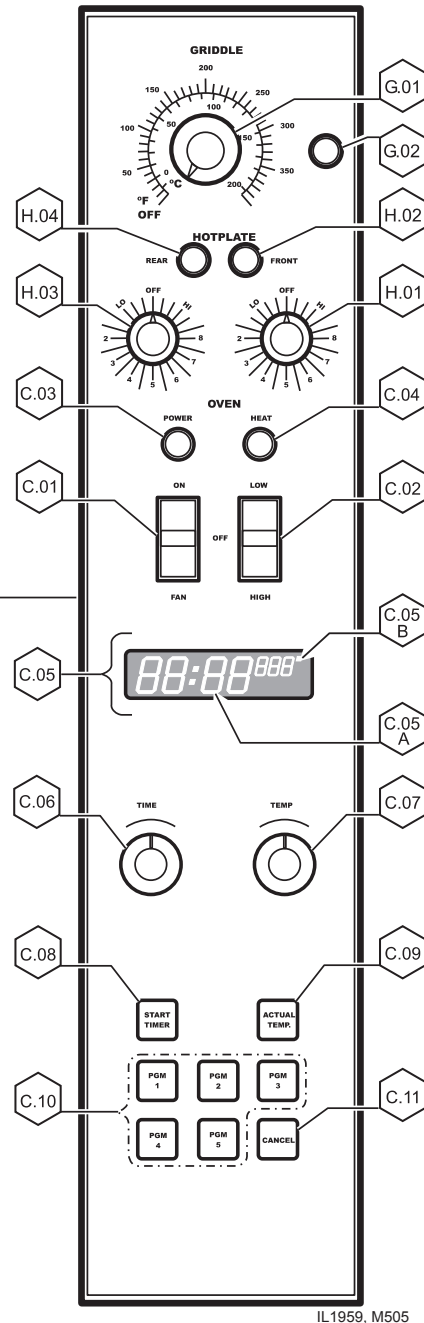 GRIDDLE
200
150 250
100
100 50 300
150
50 0 350
°C 200
°F
OFF
G.01
G.02
H.04 H.02
HOTPLATE
REAR FRONT
H.03 H.01
OFF OFF
LO HI LO HI
2 8 2 8
3 7 3 7
4 5 6 4 5 6
OVEN
C.03 C.04
POWER HEAT
C.01 C.02
ON LOW
OFF
FAN HIGH
C.05
B
C.05
88:88 888°
C.05
A
C.06 C.07
TIME TEMP
C.08 C.09
START ACTUAL
TIMER TEMP.
C.10 C.11
PGM PGM PGM
1 2 3
PGM PGM CANCEL
4 5
IL1959, M505